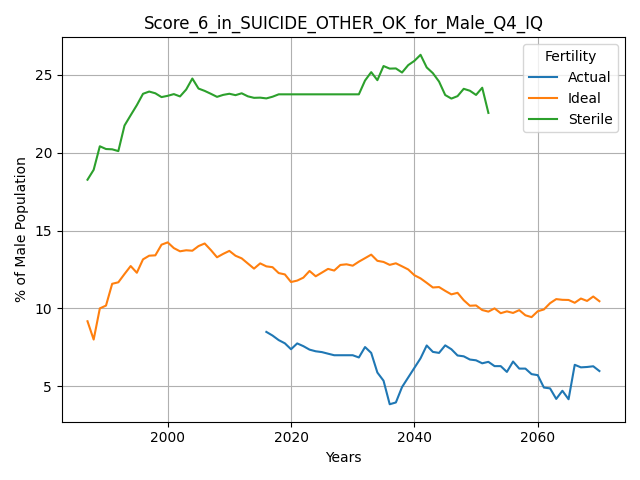 Score_6_in_SUICIDE_OTHER_OK_for_Male_Q4_IQ
Fertility
Actual
Ideal
Sterile
% of Male Population
25
20
15
10
5
2000
2020
2040
2060
Years